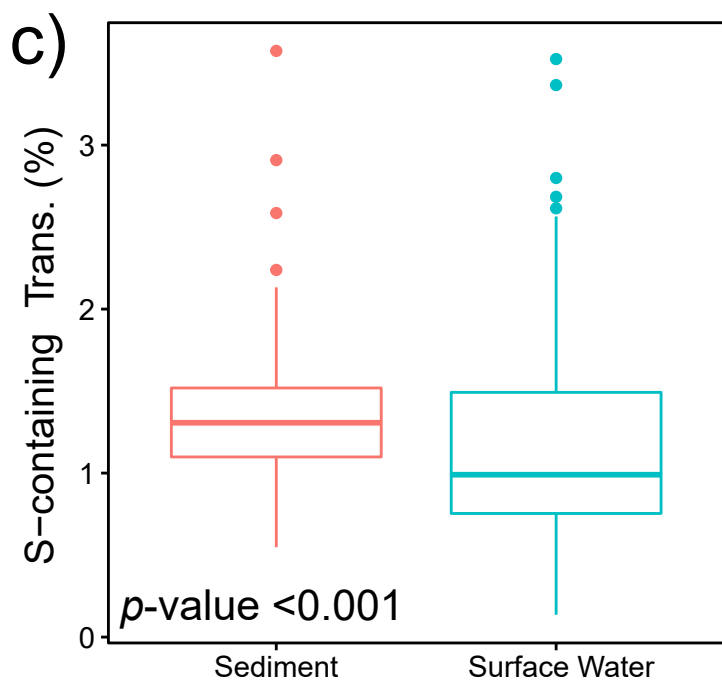 c)
S−containing Trans. (%)
3
2
1
0
p-value <0.001
Sediment
Surface Water